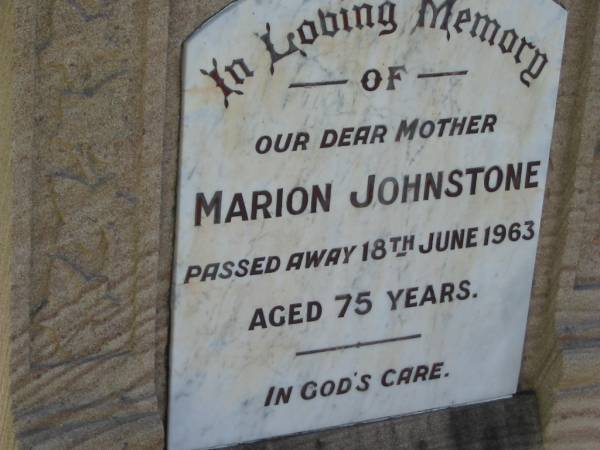 In Loving Memory
OF
OUR DEAR MOTHER
MARION JOHNSTONE
PASSED AWAY 18TH JUNE 1963
AGED 75 YEARS.
IN GOD'S CARE.